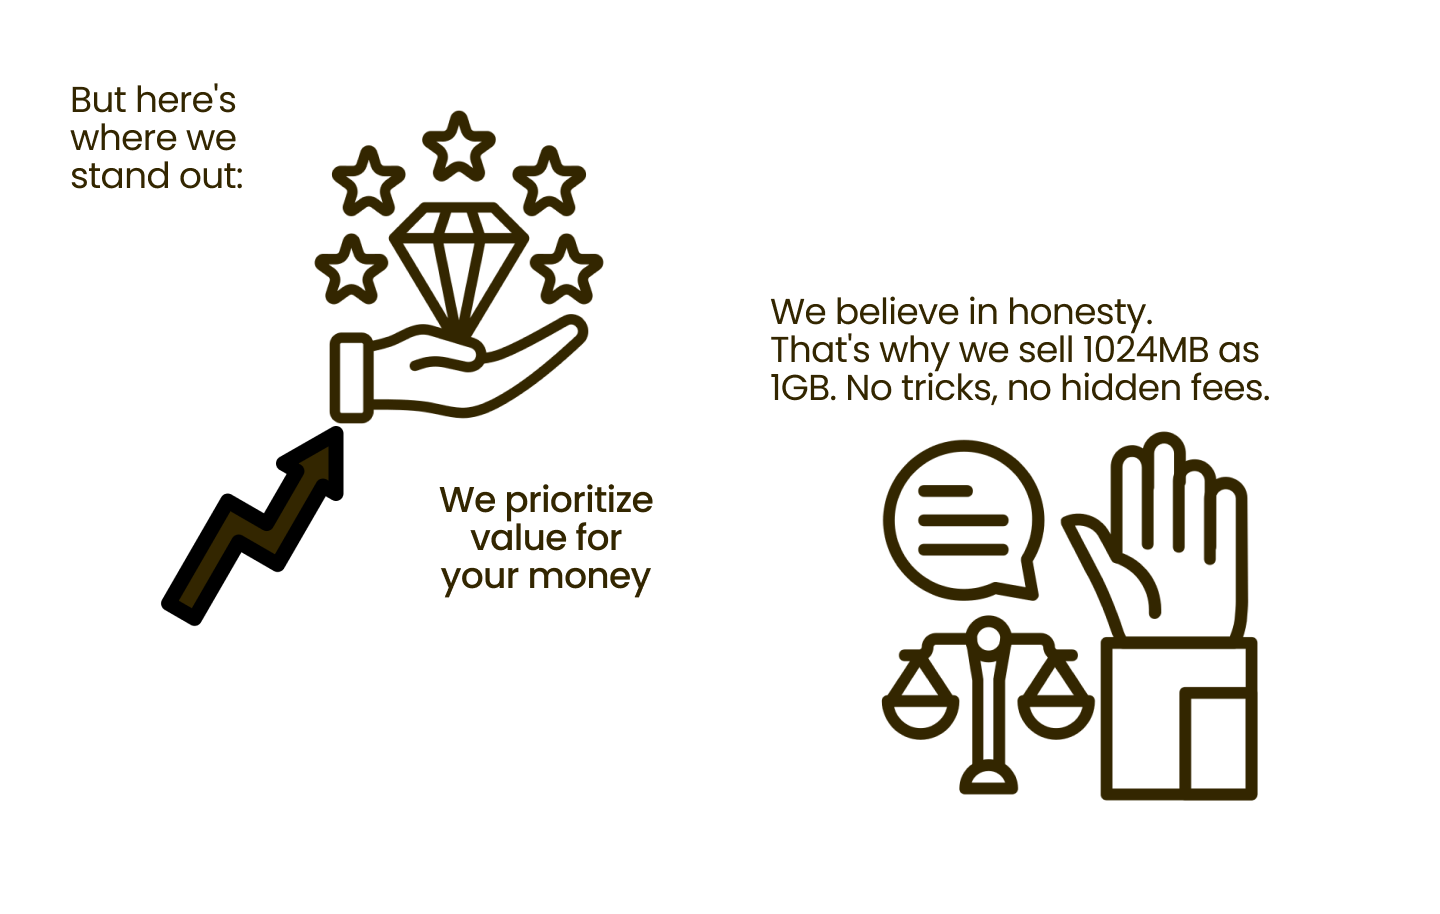 But here's
where we
stand out:
We prioritize
value for
your money
We believe in honesty.
That's why we sell 1024MB as
1GB. No tricks, no hidden fees.